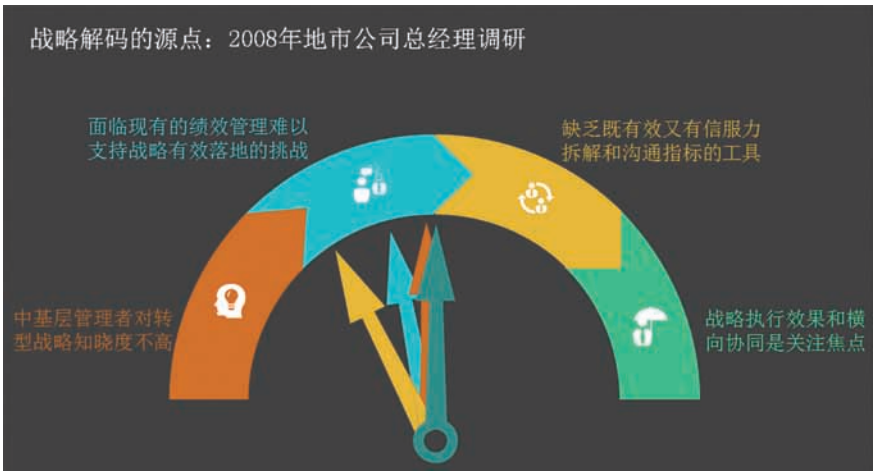 战略解码的源点：2008年地市公司总经理调研
面临现有的绩效管理难以
支持战略有效落地的挑战
缺乏既有效又有信服力
拆解和沟通指标的工具
中基层管理者对转
型战略知晓度不高
战略执行效果和横
向协同是关注焦点